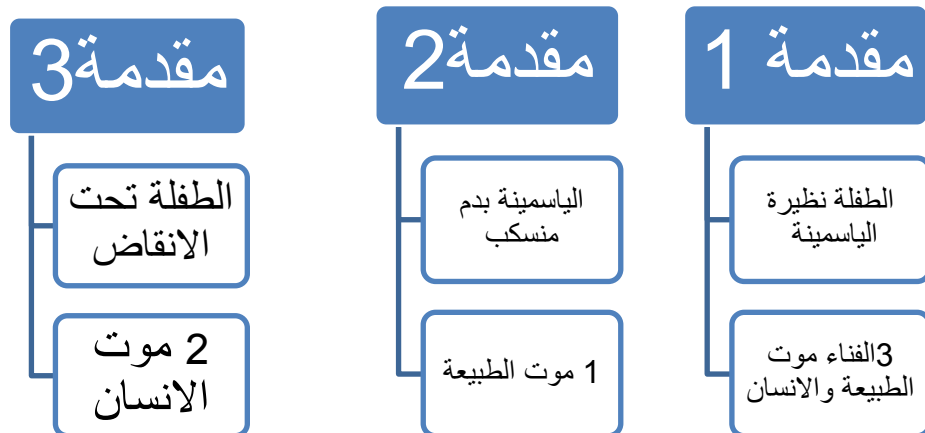 مقدمة 1
الطفلة نظيرة
الياسمينة
3الفناء موت
الطبيعة والانسان
مقدمة2
الياسمينة بدم
منسكب
1 موت الطبيعة
مقدمة3
الطفلة تحت
الانقاض
2 موت
الانسان